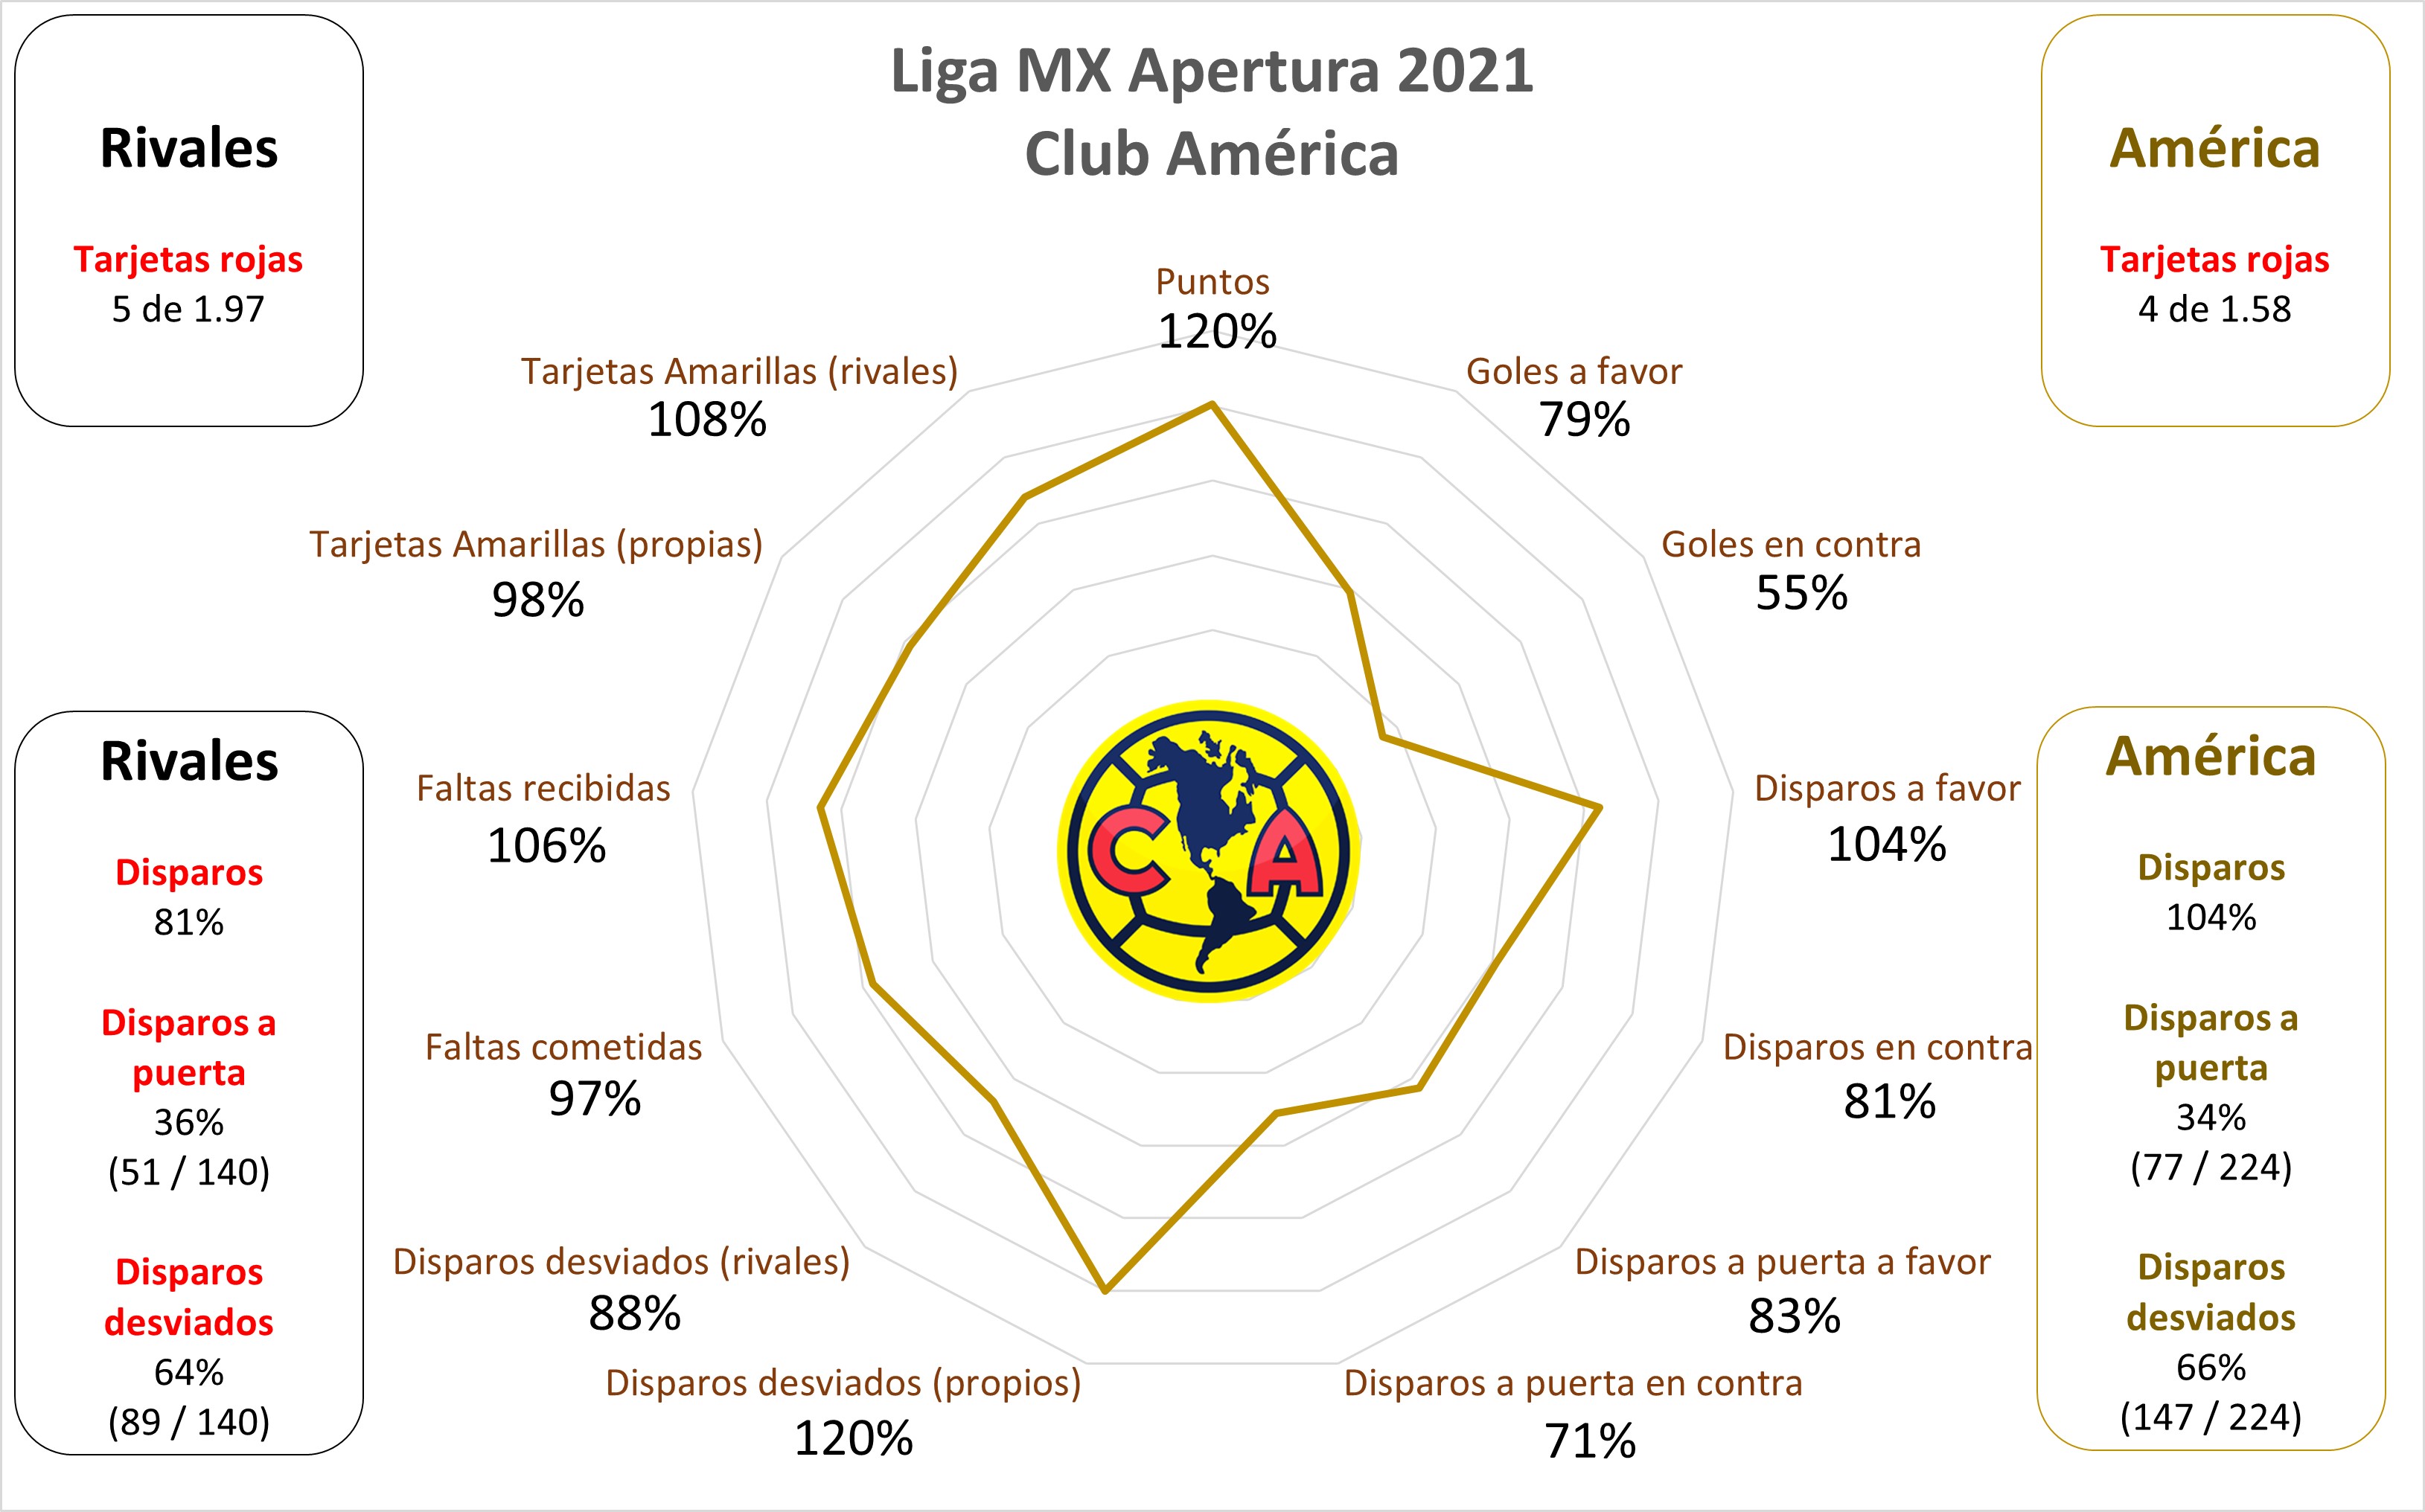 Liga MX Apertura 2021
Club América
Rivales
Tarjetas rojas
5 de 1.97
América
Tarjetas rojas
4 de 1.58
Puntos
120%
Goles a favor
79%
Goles en contra
55%
Disparos a favor
104%
Disparos en contra
81%
Disparos a puerta a favor
83%
Disparos a puerta en contra
71%
Disparos desviados (propios)
120%
Disparos desviados (rivales)
88%
Faltas cometidas
97%
Faltas recibidas
106%
Tarjetas Amarillas (propias)
98%
Tarjetas Amarillas (rivales)
108%
C A
Rivales
Disparos
81%
Disparos a
puerta
36%
(51 / 140)
Disparos
desviados
64%
(89 / 140)
América
Disparos
104%
Disparos a
puerta
34%
(77 / 224)
Disparos
desviados
66%
(147 / 224)